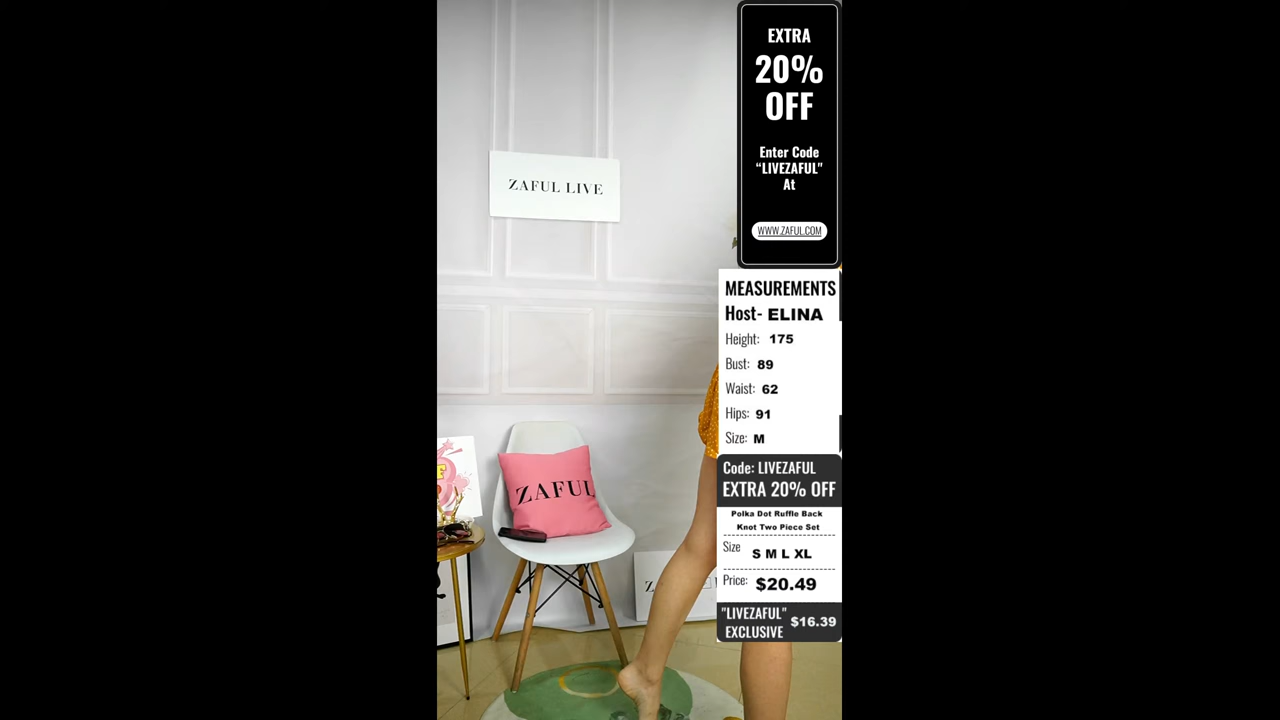 EXTRA
20%
OFF
Enter Code
“LIVEZAFUL"
At
WWW.ZAFUL.COM
ZAFUL LIVE
MEASUREMENTS
Host- ELINA
Height: 175
Bust: 89
Waist: 62
Hips: 91
Size: M
Code: LIVEZAFUL
EXTRA 20% OFF
Polka Dot Ruffle Back
Knot Two Piece Set
Size S M L XL
Price: $20.49
"LIVEZAFUL" $16.39
EXCLUSIVE
ZAFUL